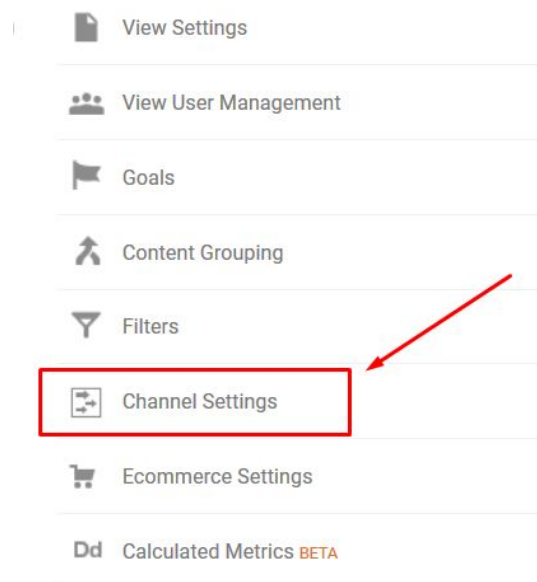 View Settings
View User Management
Goals
Content Grouping
Filters
Channel Settings
Ecommerce Settings
Dd Calculated Metrics BETA